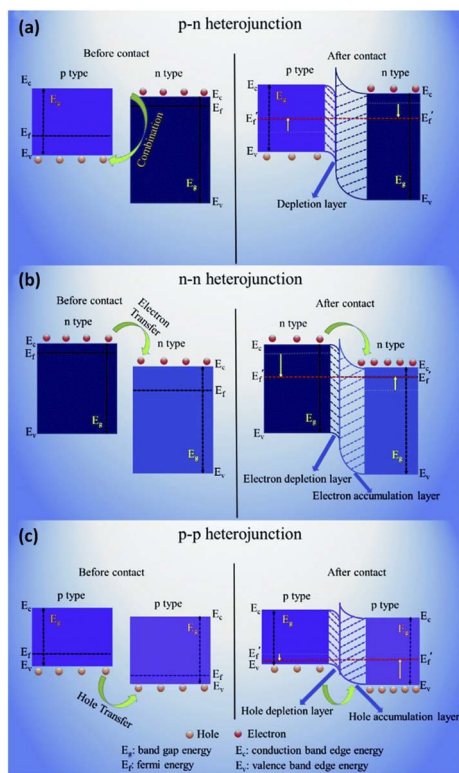 (a)
p-n heterojunction
Before contact
After contact
p type
n type
p type
n type
Ec
Ec
Ef
Eg
Ef
Ev
Combination
Eg
Ev
Ec
Eg
Ef'
Ev
Ec
Ef'
Eg
Ev
Depletion layer
(b)
n-n heterojunction
Before contact
After contact
Electron
Transfer
n type
n type
n type
n type
Ec
Ef
Ec
Ef
Eg
Ev
Eg
Ev
Ec
Ef'
Eg
Ev
Ec
Ef'
Eg
Ev
Electron depletion layer
Electron accumulation layer
(c)
p-p heterojunction
Before contact
After contact
p type
p type
p type
p type
Ec
Eg
Ef
Ev
Ec
Eg
Ef
Ev
Hole Transfer
Ec
Eg
Ef'
Ev
Ec
Eg
Ef'
Ev
Hole depletion layer
Hole accumulation layer
Hole
Electron
Eg: band gap energy
Ec: conduction band edge energy
Ef: fermi energy
Ev: valence band edge energy